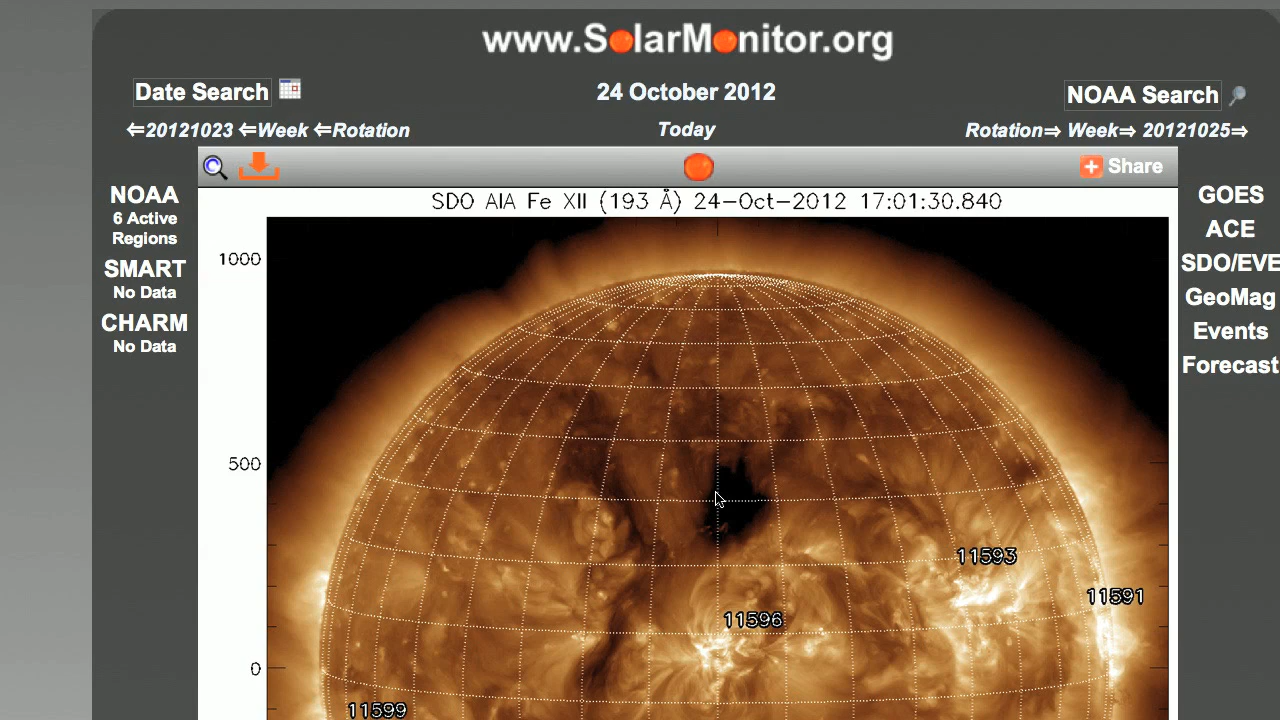 www.SolarMonitor.org
Date Search
24 October 2012
NOAA Search
⇐20121023 ⇐Week ⇐Rotation
Today
Rotation⇒ Week⇒ 20121025⇒
Share
NOAA
6 Active
Regions
SMART
No Data
CHARM
No Data
GOES
ACE
SDO/EVE
GeoMag
Events
Forecast
SDO AIA Fe XII (193 Å) 24-Oct-2012 17:01:30.840
1000
500
0
11593
11591
11596
11599